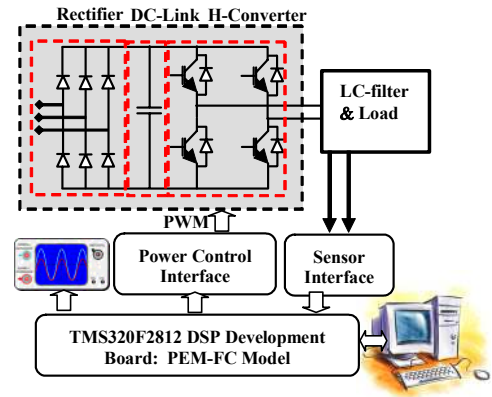 Rectifier DC-Link H-Converter
LC-filter
& Load
PWM
Power Control
Interface
Sensor
Interface
TMS320F2812 DSP Development
Board: PEM-FC Model